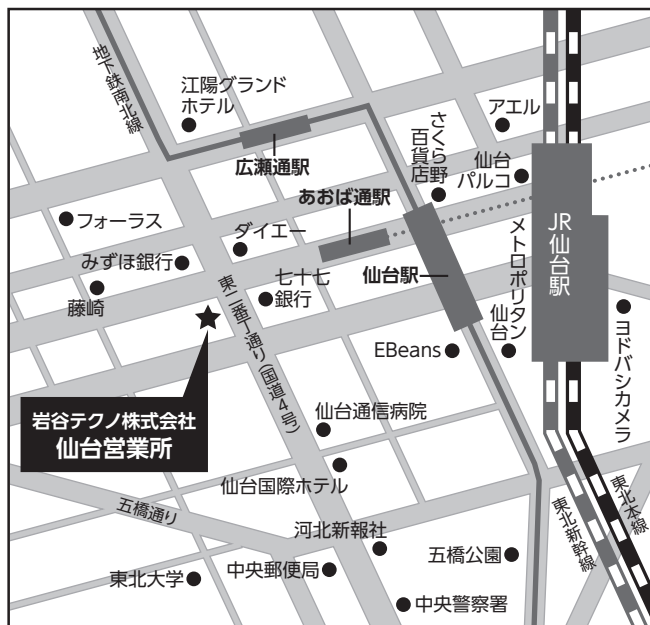 地下鉄南北線
江陽グランド
ホテル
広瀬通駅
さくら野
百貨店
アエル
仙台
パルコ
あおば通駅
フォーラス
ダイエー
みずほ銀行
藤崎
七十七
銀行
仙台駅
メトロポリタン
仙台
JR仙台駅
ヨドバシカメラ
東二番丁通り(国道4号)
EBeans
岩谷テクノ株式会社
仙台営業所
仙台通信病院
仙台国際ホテル
五橋通り
河北新報社
東北大学
中央郵便局
五橋公園
中央警察署
東北新幹線
東北本線